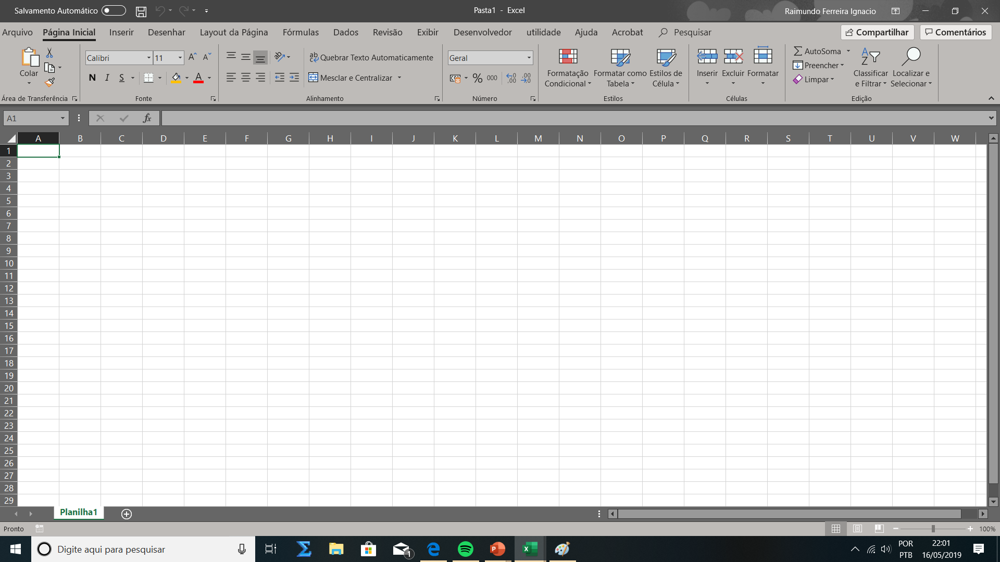 Salvamento Automático
Pasta1 - Excel
Raimundo Ferreira Ignacio
Arquivo Página Inicial Inserir Desenhar Layout da Página Fórmulas Dados Revisão Exibir Desenvolvedor utilidade Ajuda Acrobat Pesquisar
Compartilhar Comentários
Colar
Área de Transferência
Calibri 11
N I S A
Fonte
ab Quebrar Texto Automaticamente
Mesclar e Centralizar
Alinhamento
Geral
% 000 ,00
Número
Formatação Condicional
Formatar como Tabela
Estilos de Célula
Estilos
Inserir Excluir Formatar
Células
AutoSoma
Preencher
Limpar
Classificar e Filtrar
Localizar e Selecionar
Edição
A1 fx
A B C D E F G H I J K L M N O P Q R S T U V W
1
2
3
4
5
6
7
8
9
10
11
12
13
14
15
16
17
18
19
20
21
22
23
24
25
26
27
28
29
Planilha1
Pronto
100%
Digite aqui para pesquisar
1
POR
PTB
22:01
16/05/2019